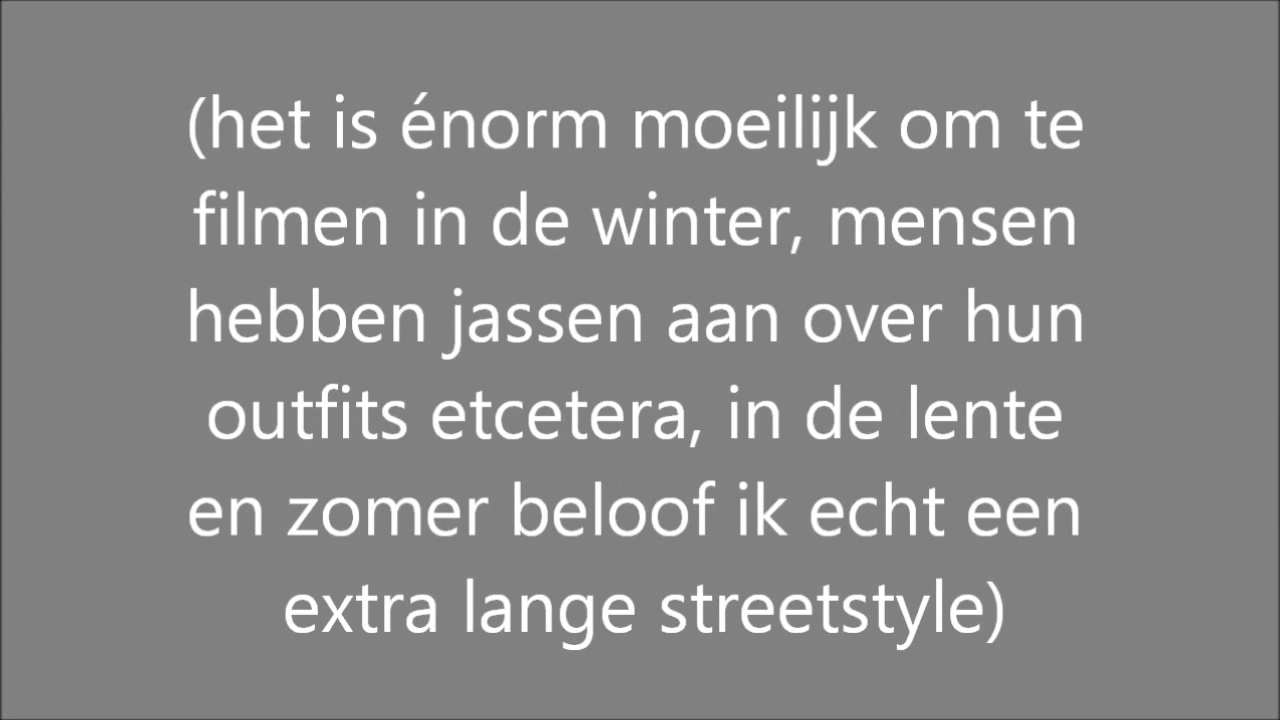 (het is énorm moeilijk om te
filmen in de winter, mensen
hebben jassen aan over hun
outfits etcetera, in de lente
en zomer beloof ik echt een
extra lange streetstyle)